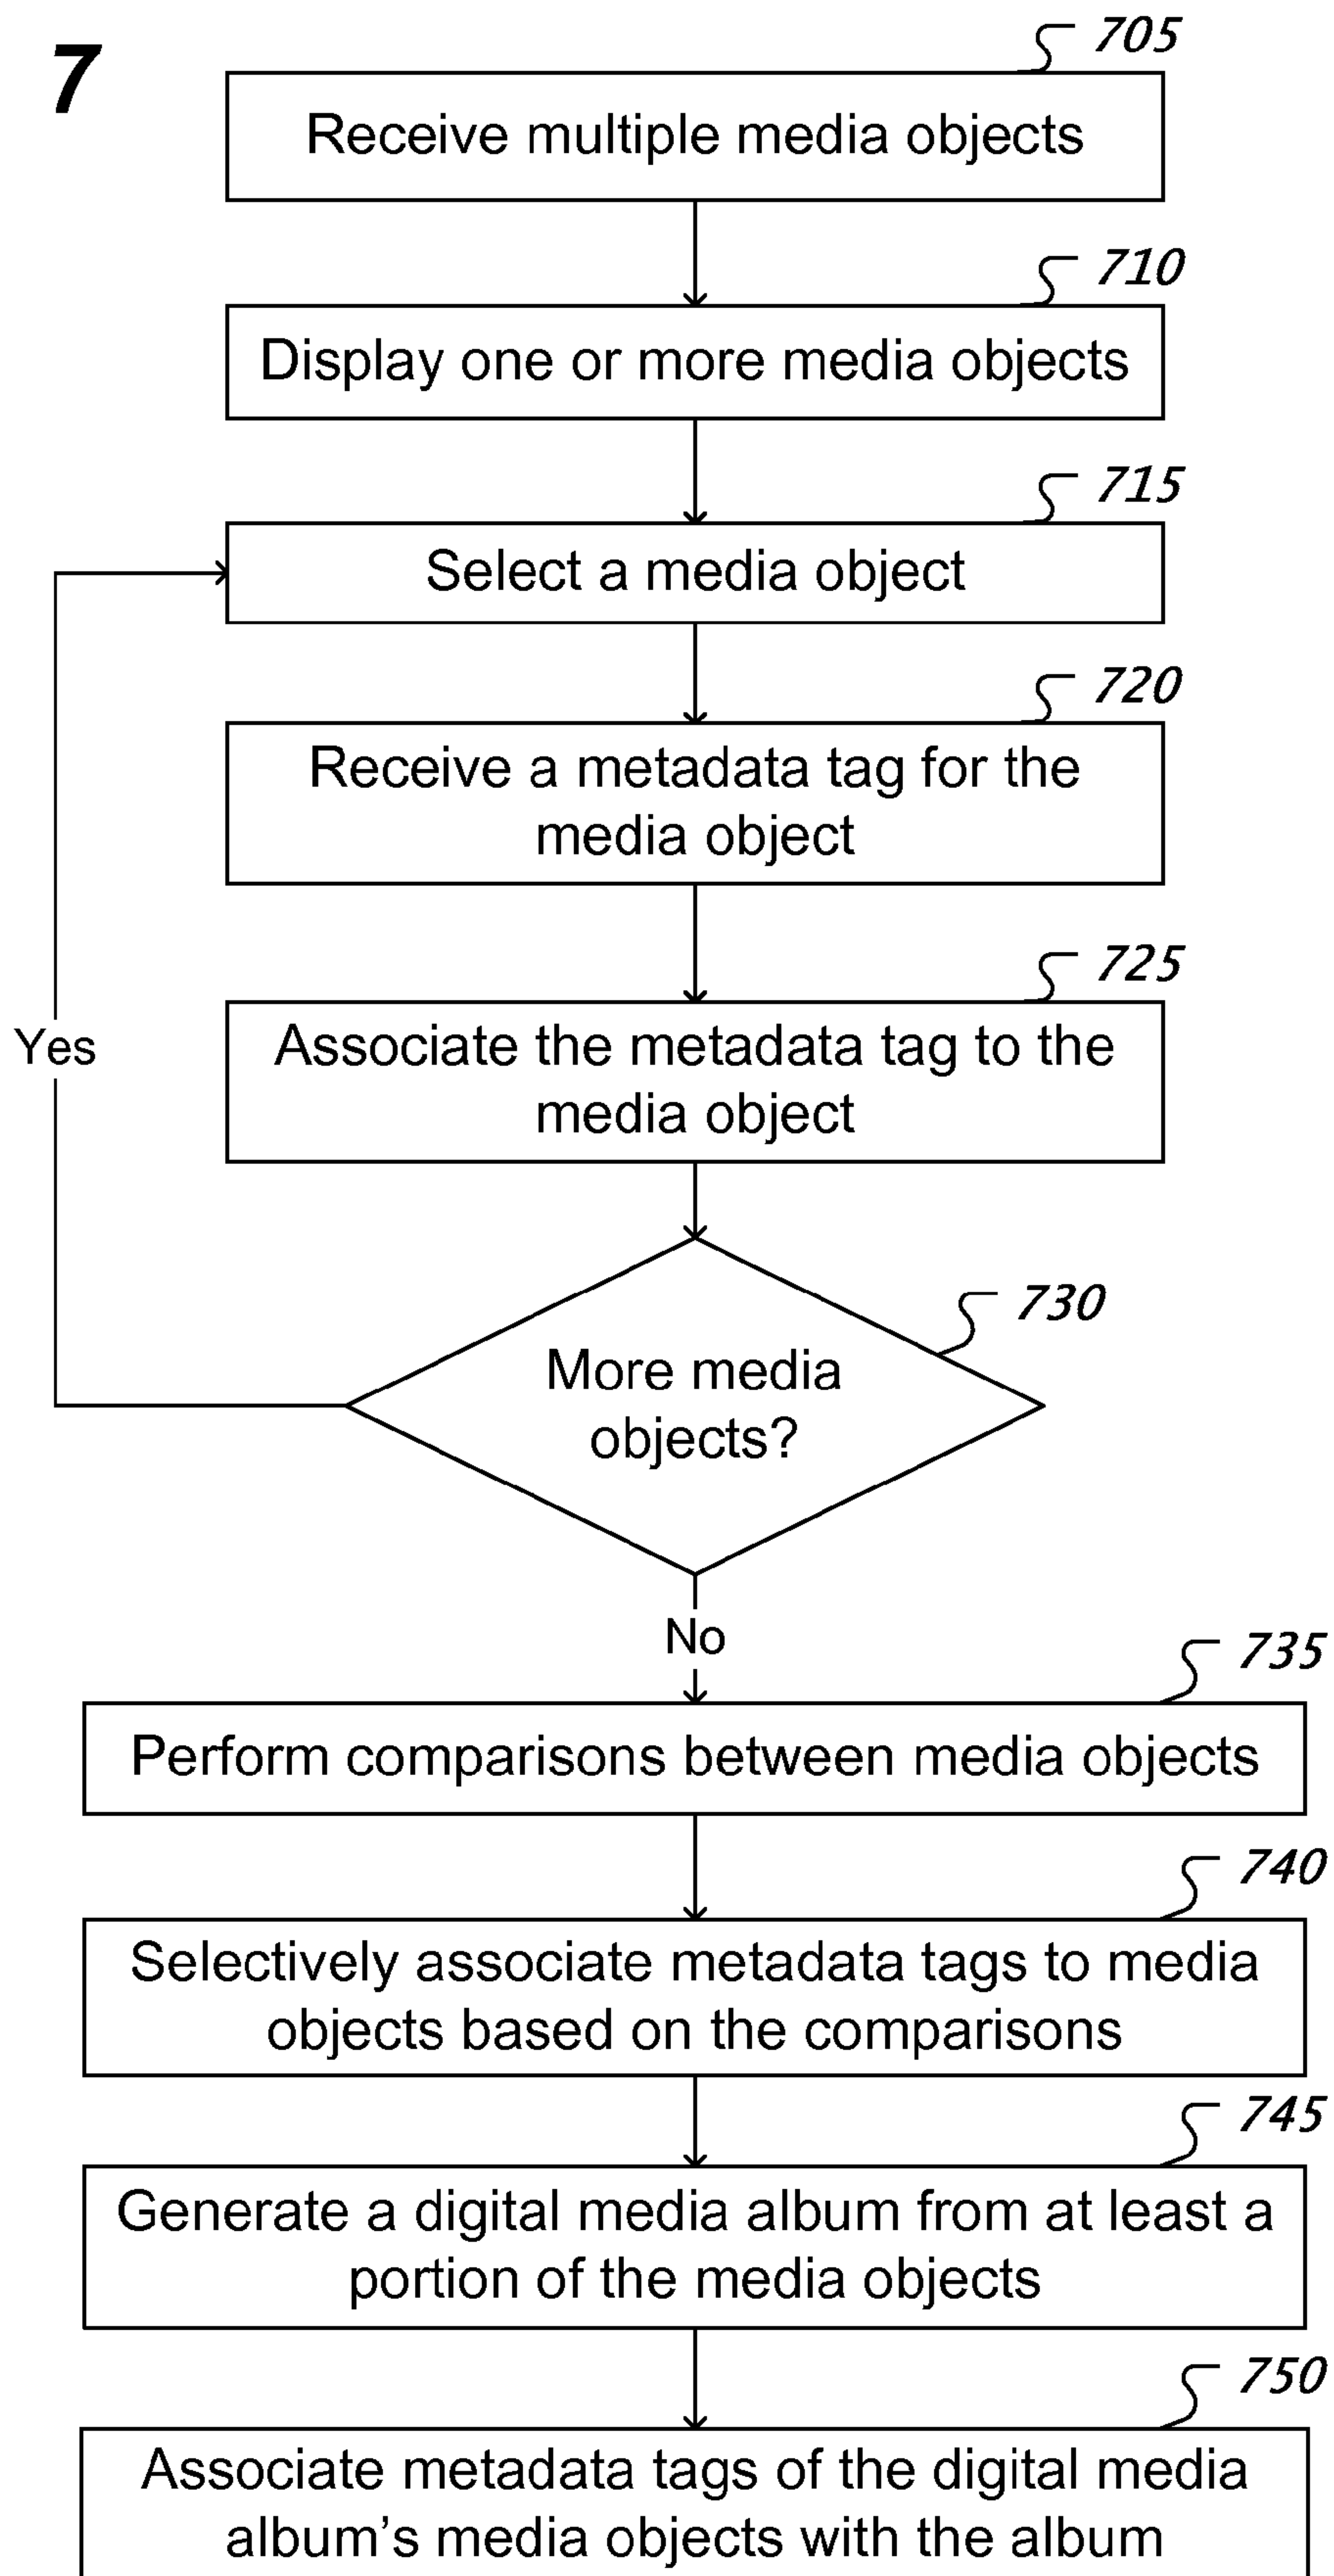 7
705
Receive multiple media objects
710
Display one or more media objects
715
Select a media object
720
Receive a metadata tag for the
media object
725
Associate the metadata tag to the
media object
Yes
730
More media
objects?
No
735
Perform comparisons between media objects
740
Selectively associate metadata tags to media
objects based on the comparisons
745
Generate a digital media album from at least a
portion of the media objects
750
Associate metadata tags of the digital media
album’s media objects with the album